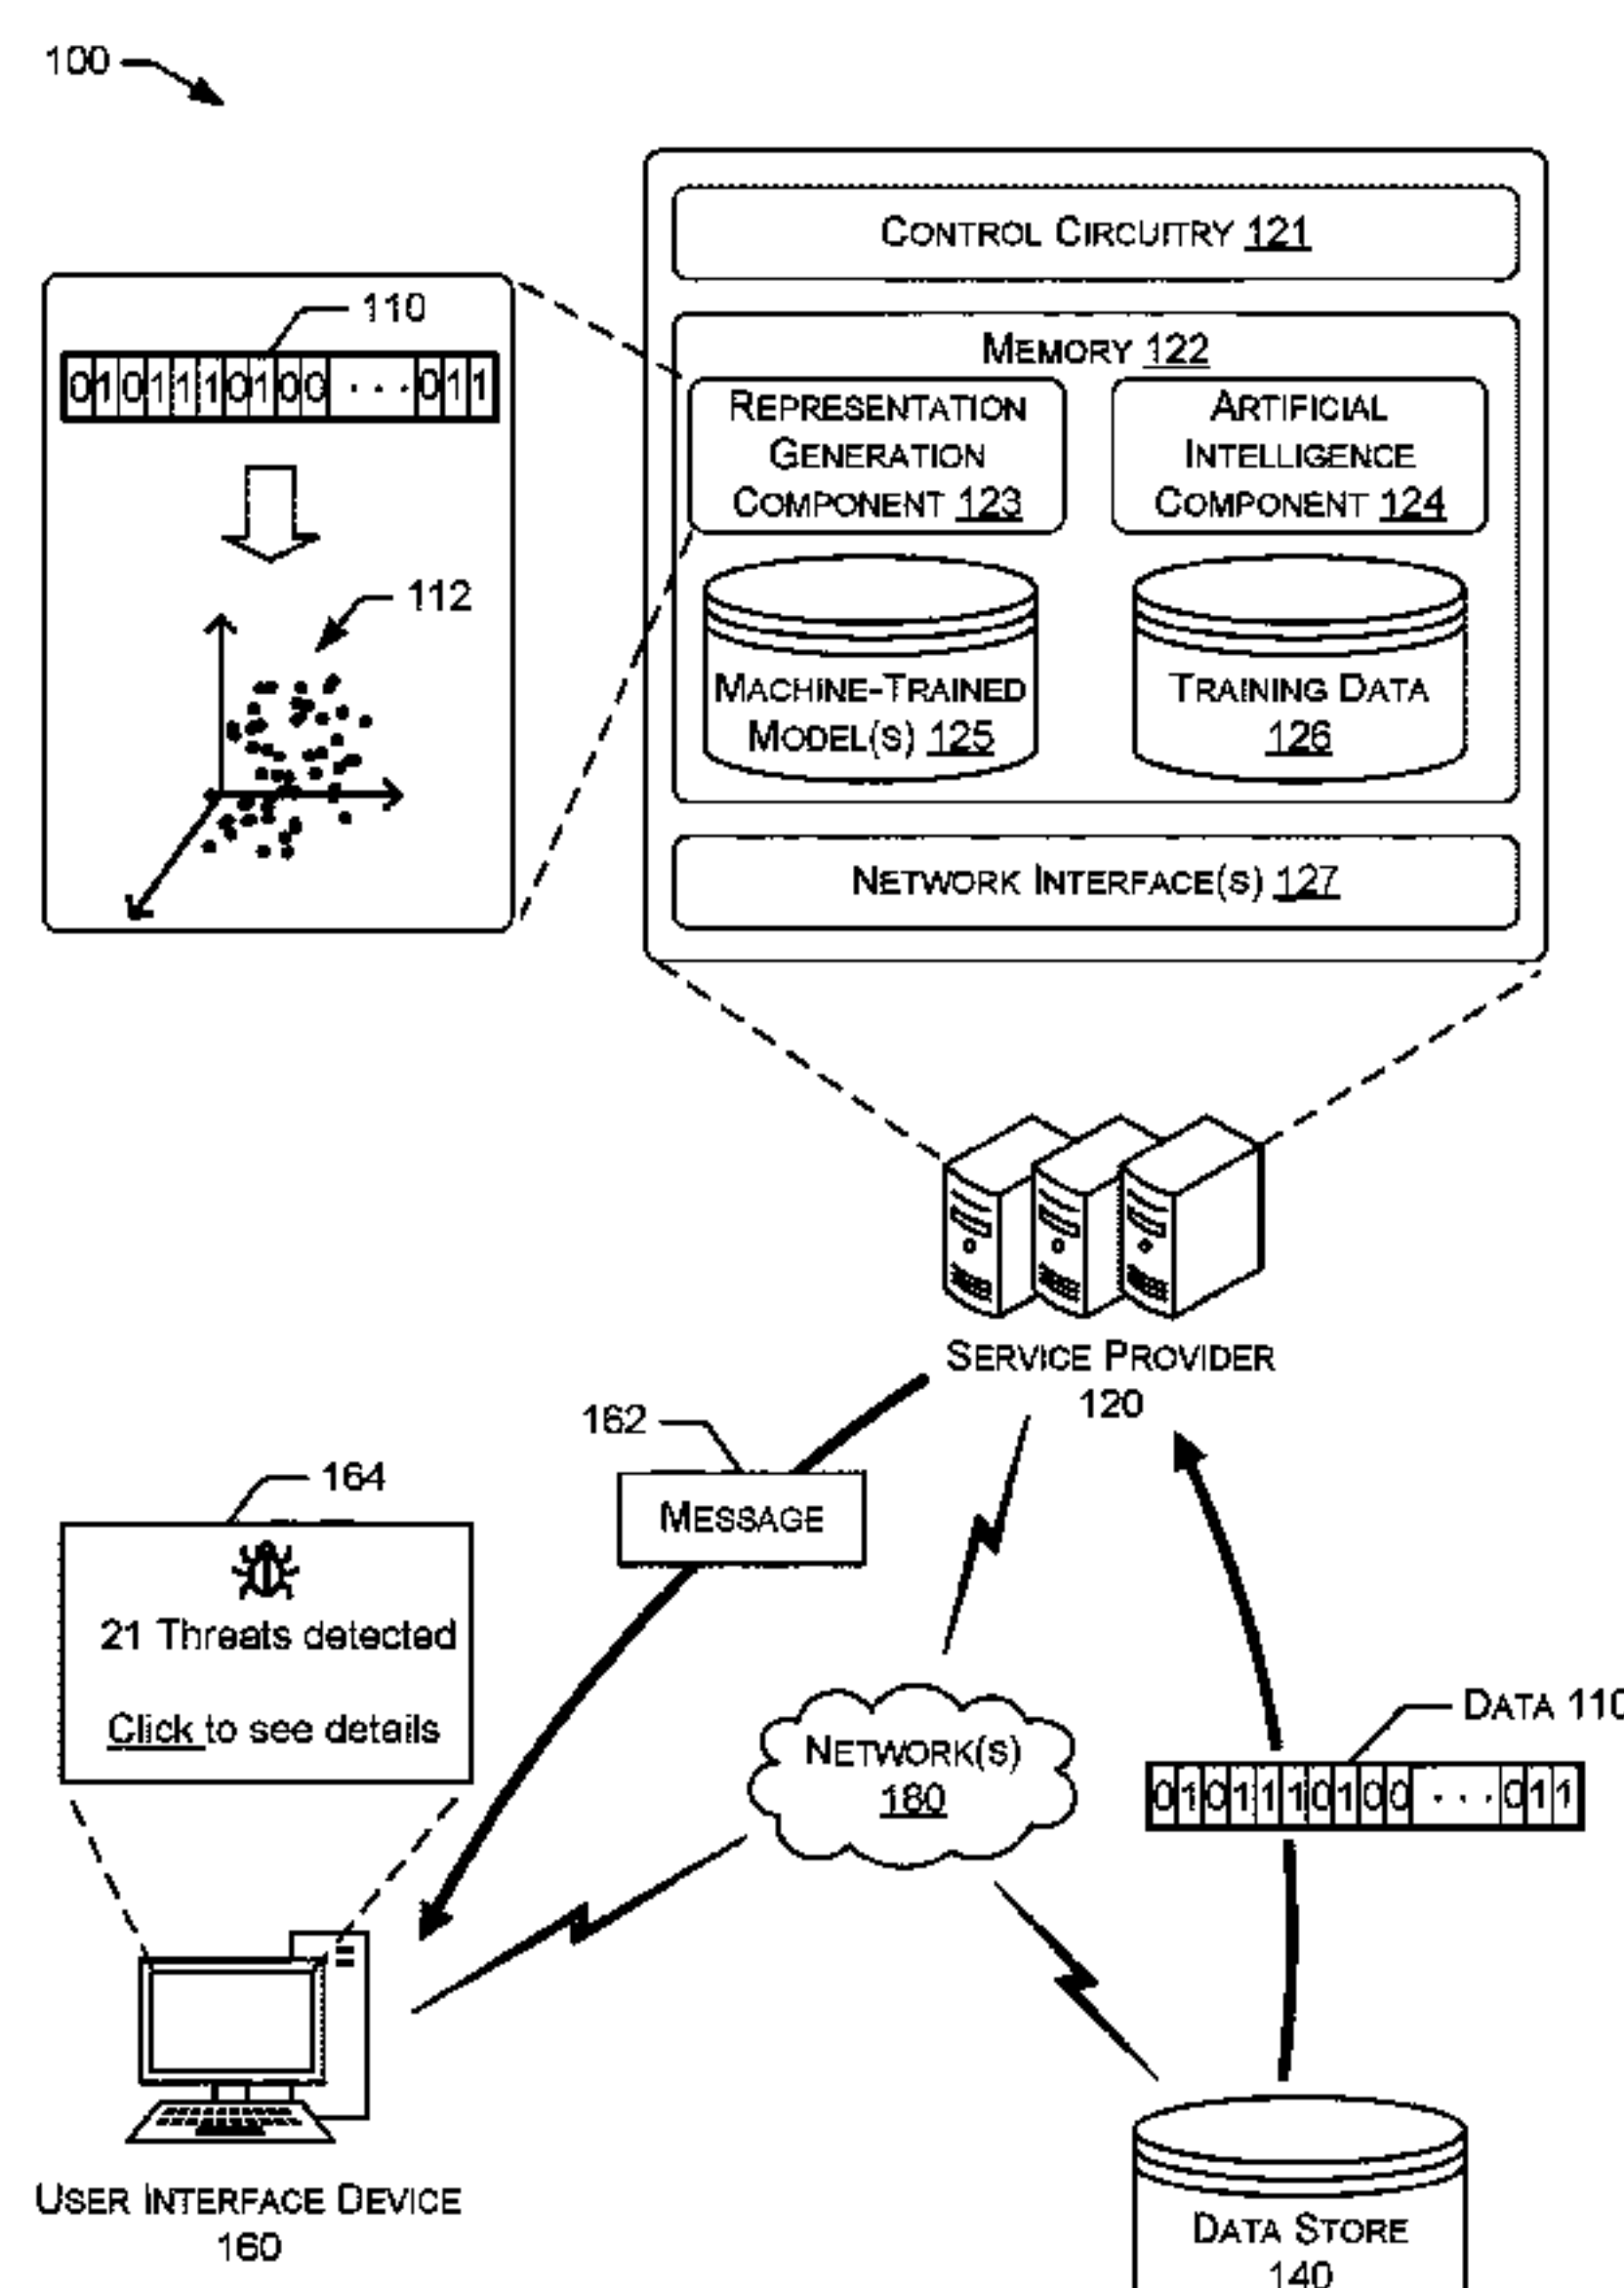 100
CONTROL CIRCUITRY 121
110
0101110100 ... 011
MEMORY 122
REPRESENTATION
GENERATION
COMPONENT 123
ARTIFICIAL
INTELLIGENCE
COMPONENT 124
112
MACHINE-TRAINED
MODEL(S) 125
TRAINING DATA
126
NETWORK INTERFACE(S) 127
SERVICE PROVIDER
120
162
MESSAGE
164
21 Threats detected
Click to see details
DATA 110
NETWORK(S)
180
0101110100 ... 011
USER INTERFACE DEVICE
160
DATA STORE
140